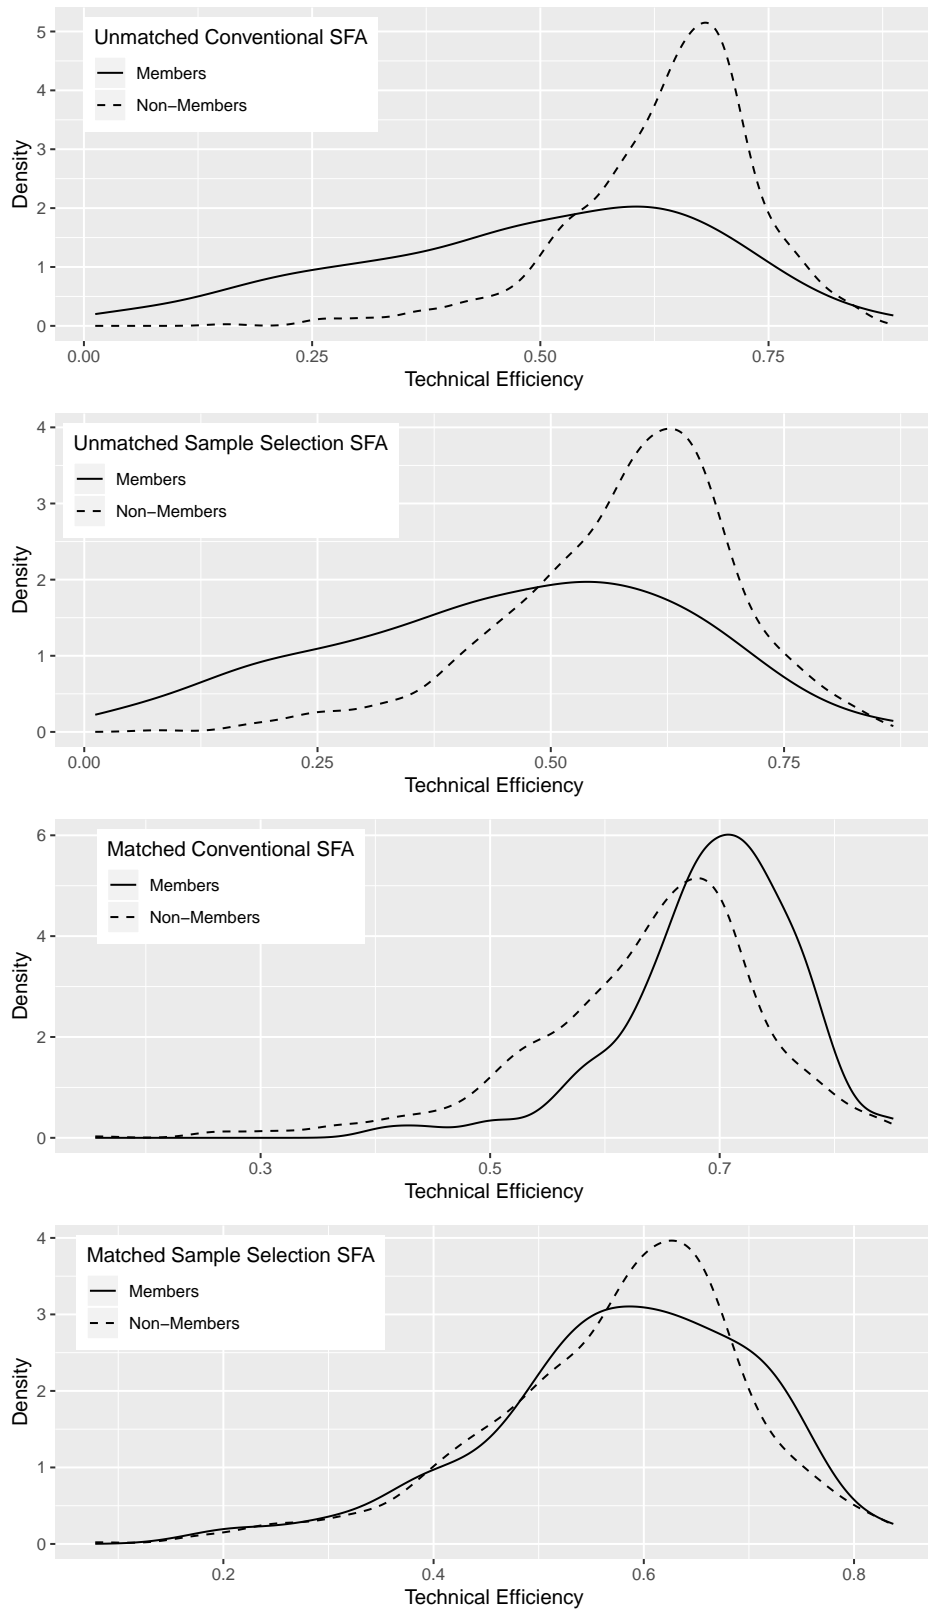 Unmatched Conventional SFA
Members
Non−Members
5
4
3
2
1
0
Density
0.00 0.25 0.50 0.75
Technical Efficiency
Unmatched Sample Selection SFA
Members
Non−Members
4
3
2
1
0
Density
0.00 0.25 0.50 0.75
Technical Efficiency
Matched Conventional SFA
Members
Non−Members
6
4
2
0
Density
0.3 0.5 0.7
Technical Efficiency
Matched Sample Selection SFA
Members
Non−Members
4
3
2
1
0
Density
0.2 0.4 0.6 0.8
Technical Efficiency